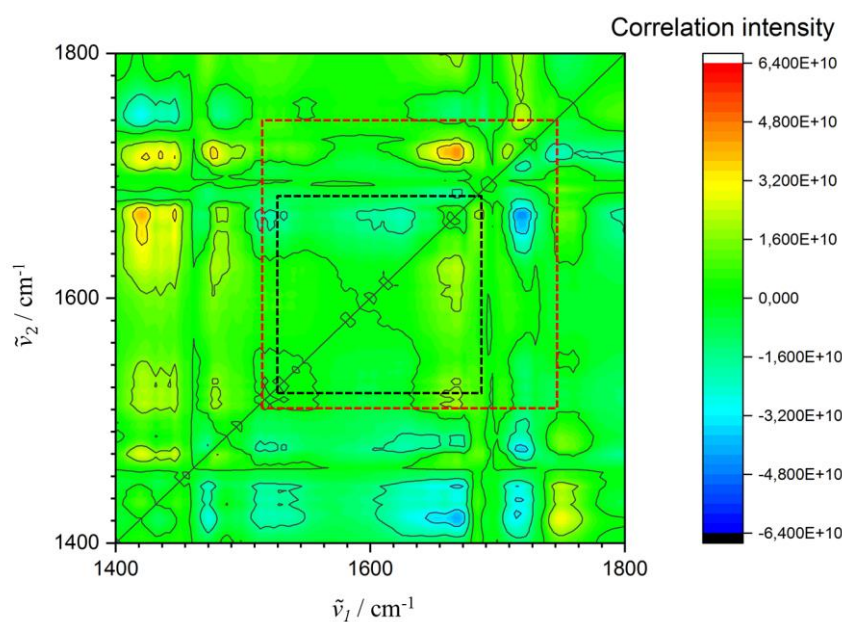 Correlation intensity
1800
1600
1400
ṽ₂ / cm⁻¹
1400
1600
1800
ṽ₁ / cm⁻¹
6,400E+10
4,800E+10
3,200E+10
1,600E+10
0,000
-1,600E+10
-3,200E+10
-4,800E+10
-6,400E+10